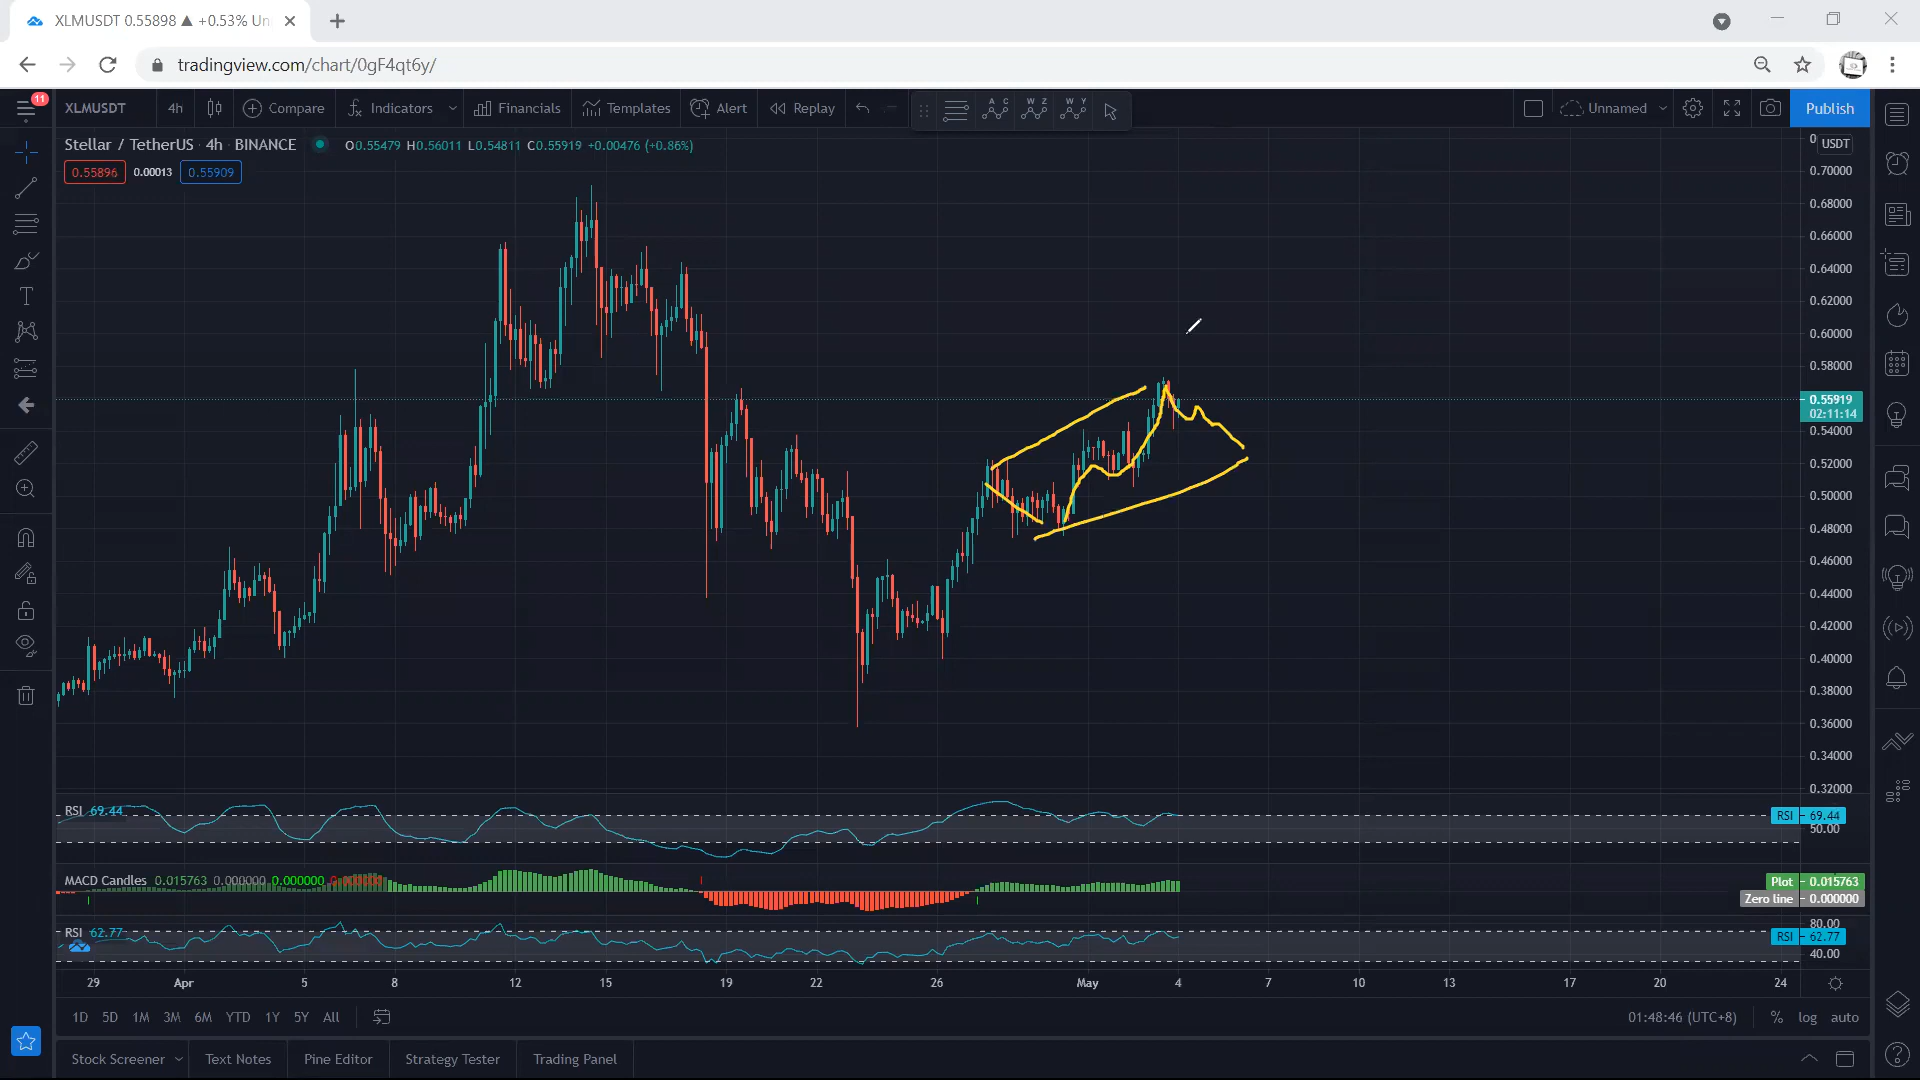 XLMUSDT 0.55898 ▲ +0.53% Un
tradingview.com/chart/0gF4qt6y/
11
XLMUSDT 4h Compare Indicators Financials Templates Alert Replay
A C W Z W Y
Unnamed Publish
Stellar / TetherUS · 4h · BINANCE O0.55479 H0.56011 L0.54811 C0.55919 +0.00476 (+0.86%)
0.55896 0.00013 0.55909
USDT
0.70000
0.68000
0.66000
0.64000
0.62000
0.60000
0.58000
0.55919
02:11:14
0.54000
0.52000
0.50000
0.48000
0.46000
0.44000
0.42000
0.40000
0.38000
0.36000
0.34000
0.32000
RSI 69.44
RSI 69.44
50.00
MACD Candles 0.015763 0.000000 0.000000
Plot 0.015763
Zero line 0.000000
80.00
RSI 62.77
RSI 62.77
40.00
29 Apr 5 8 12 15 19 22 26 May 4 7 10 13 17 20 24
1D 5D 1M 3M 6M YTD 1Y 5Y All
01:48:46 (UTC+8) % log auto
Stock Screener Text Notes Pine Editor Strategy Tester Trading Panel